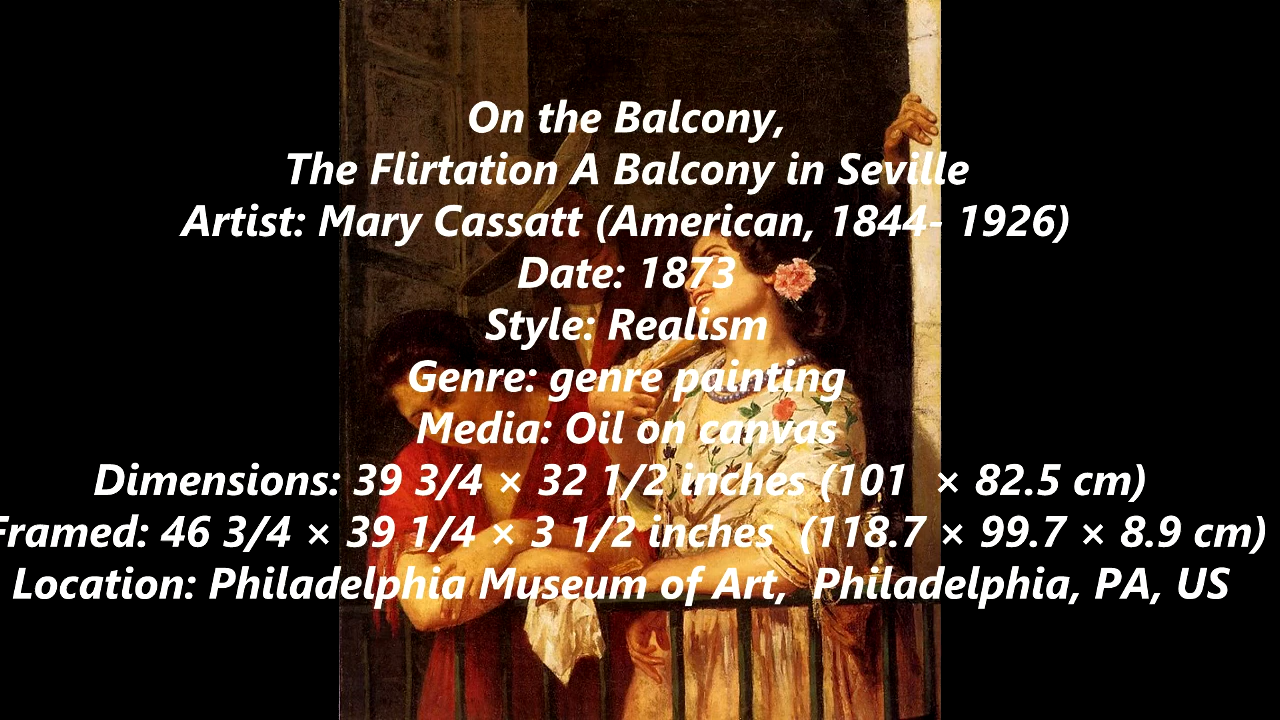 On the Balcony,
The Flirtation A Balcony in Seville
Artist: Mary Cassatt (American, 1844- 1926)
Date: 1873
Style: Realism
Genre: genre painting
Media: Oil on canvas
Dimensions: 39 3/4 × 32 1/2 inches (101 × 82.5 cm)
Framed: 46 3/4 × 39 1/4 × 3 1/2 inches (118.7 × 99.7 × 8.9 cm)
Location: Philadelphia Museum of Art, Philadelphia, PA, US